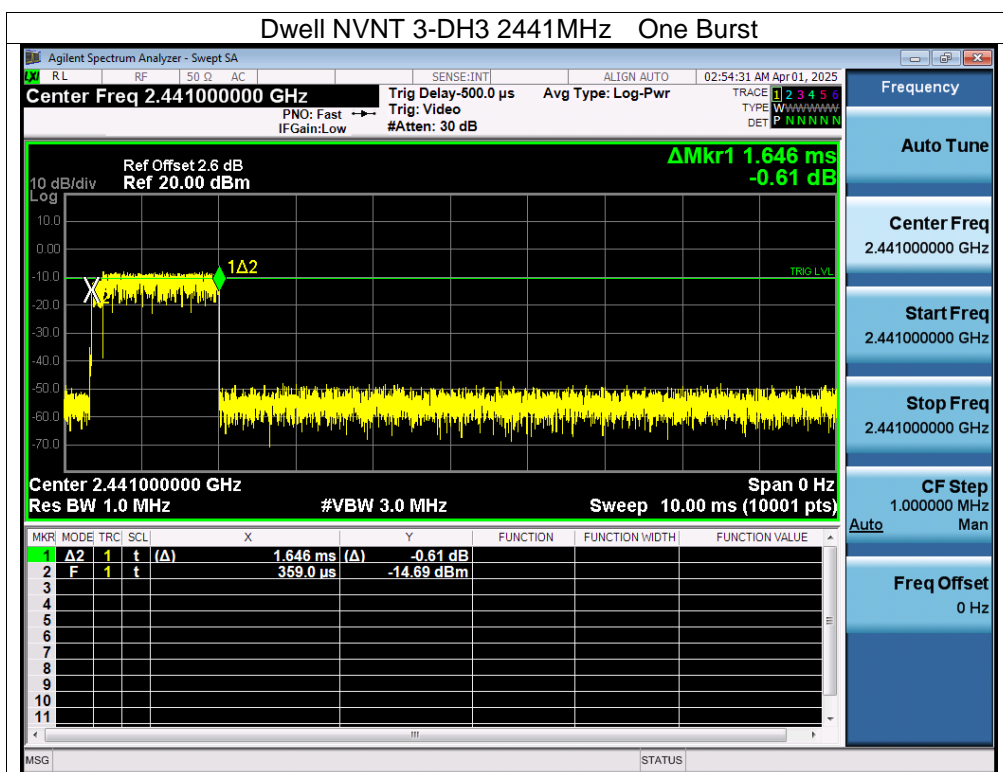 Dwell NVNT 3-DH3 2441MHz One Burst
Agilent Spectrum Analyzer - Swept SA
LXI RL RF 50 Ω AC SENSE:INT ALIGN AUTO 02:54:31 AM Apr 01, 2025
Center Freq 2.441000000 GHz Trig Delay-500.0 µs Avg Type: Log-Pwr TRACE 1 2 3 4 5 6
PNO: Fast Trig: Video TYPE WWWWWW
IFGain:Low #Atten: 30 dB DET P N N N N N
Frequency
Auto Tune
Center Freq
2.441000000 GHz
Start Freq
2.441000000 GHz
Stop Freq
2.441000000 GHz
CF Step
1.000000 MHz
Auto Man
Freq Offset
0 Hz
ΔMkr1 1.646 ms
-0.61 dB
Ref Offset 2.6 dB
10 dB/div Ref 20.00 dBm
Log
10.0
0.00
-10.0
-20.0
-30.0
-40.0
-50.0
-60.0
-70.0
1Δ2
TRIG LVL
Center 2.441000000 GHz Span 0 Hz
Res BW 1.0 MHz #VBW 3.0 MHz Sweep 10.00 ms (10001 pts)
MKR MODE TRC SCL X Y FUNCTION FUNCTION WIDTH FUNCTION VALUE
1 Δ2 1 t (Δ) 1.646 ms (Δ) -0.61 dB
2 F 1 t 359.0 µs -14.69 dBm
3
4
5
6
7
8
9
10
11
MSG STATUS